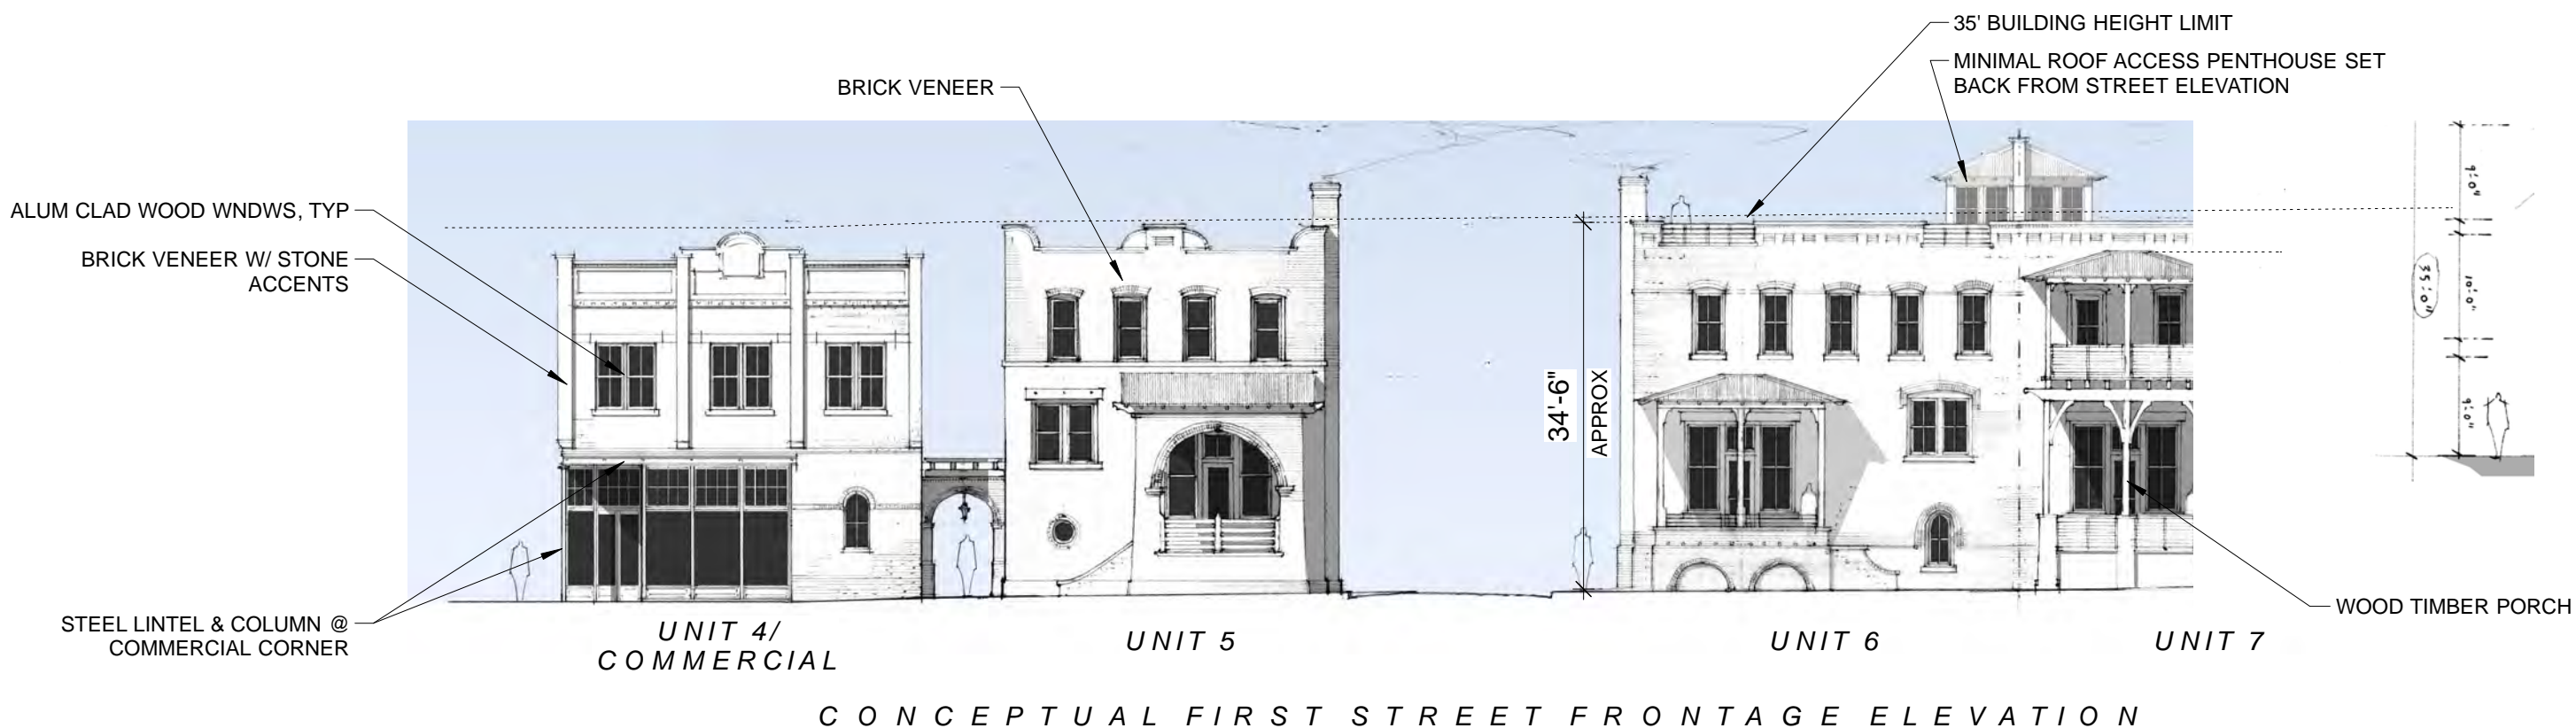 35' BUILDING HEIGHT LIMIT
MINIMAL ROOF ACCESS PENTHOUSE SET
BACK FROM STREET ELEVATION
BRICK VENEER
ALUM CLAD WOOD WNDWS, TYP
BRICK VENEER W/ STONE
ACCENTS
9'.0"
10'.0"
35'.0"
9'.0"
34'-6"
APPROX
STEEL LINTEL & COLUMN @
COMMERCIAL CORNER
WOOD TIMBER PORCH
UNIT 4/
COMMERCIAL
UNIT 5
UNIT 6
UNIT 7
CONCEPTUAL FIRST STREET FRONTAGE ELEVATION